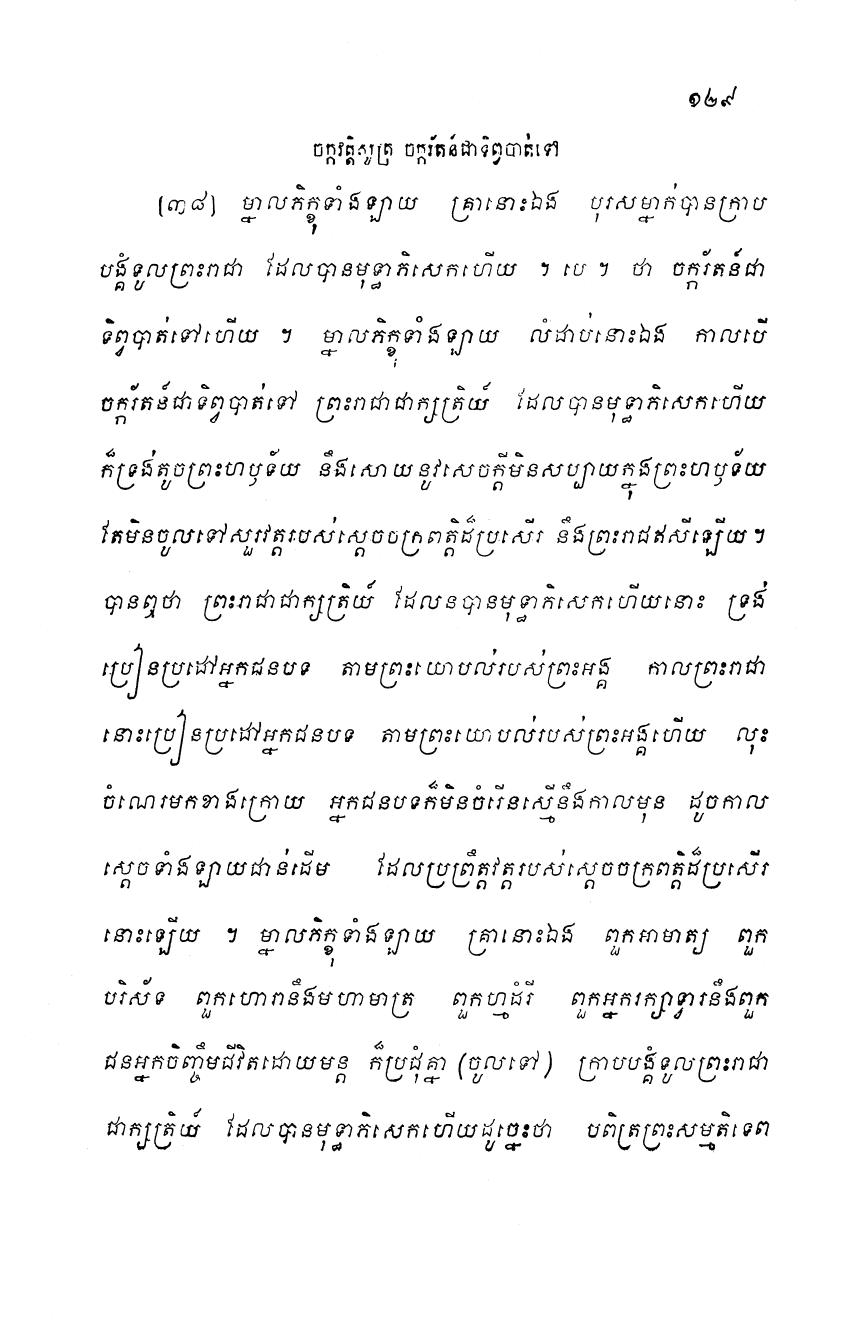 ១២៩
ចក្កវត្តិសូត្រ ចក្ករ័តន៍ជាទិព្វបាត់ទៅ
[៣៨] ម្នាលភិក្ខុទាំងឡាយ គ្រានោះឯង បុរសម្នាក់បានក្រាប
បង្គំទូលព្រះរាជា ដែលបានមុទ្ធាភិសេកហើយ ។ បេ ។ ថា ចក្ករ័តន៍ជា
ទិព្វបាត់ទៅហើយ ។ ម្នាលភិក្ខុទាំងឡាយ លំដាប់នោះឯង កាលបើ
ចក្ករ័តន៍ជាទិព្វបាត់ទៅ ព្រះរាជាជាក្សត្រិយ៍ ដែលបានមុទ្ធាភិសេកហើយ
ក៏ទ្រង់តូចព្រះហឫទ័យ នឹងសោយនូវសេចក្តីមិនសប្បាយក្នុងព្រះហឫទ័យ
តែមិនចូលទៅសួរវត្តរបស់ស្តេចចក្រពត្តិដ៏ប្រសើរ នឹងព្រះរាជឥសីឡើយ ។
បានឮថា ព្រះរាជាជាក្សត្រិយ៍ ដែលនបានមុទ្ធាភិសេកហើយនោះ ទ្រង់
ប្រៀនប្រដៅអ្នកជនបទ តាមព្រះយោបល់របស់ព្រះអង្គ កាលព្រះរាជា
នោះប្រៀនប្រដៅអ្នកជនបទ តាមព្រះយោបល់របស់ព្រះអង្គហើយ លុះ
ចំណេរមកខាងក្រោយ អ្នកជនបទក៏មិនចំរើនស្មើនឹងកាលមុន ដូចកាល
ស្តេចទាំងឡាយជាន់ដើម ដែលប្រព្រឹត្តវត្តរបស់ស្តេចចក្រពត្តិដ៏ប្រសើរ
នោះឡើយ ។ ម្នាលភិក្ខុទាំងឡាយ គ្រានោះឯង ពួកអាមាត្យ ពួក
បរិស័ទ ពួកហោរានឹងមហាមាត្រ ពួកហ្មដំរី ពួកអ្នករក្សាទ្វារនឹងពួក
ជនអ្នកចិញ្ចឹមជីវិតដោយមន្ត ក៏ប្រជុំគ្នា (ចូលទៅ) ក្រាបបង្គំទូលព្រះរាជា
ជាក្សត្រិយ៍ ដែលបានមុទ្ធាភិសេកហើយដូច្នេះថា បពិត្រព្រះសម្មតិទេព